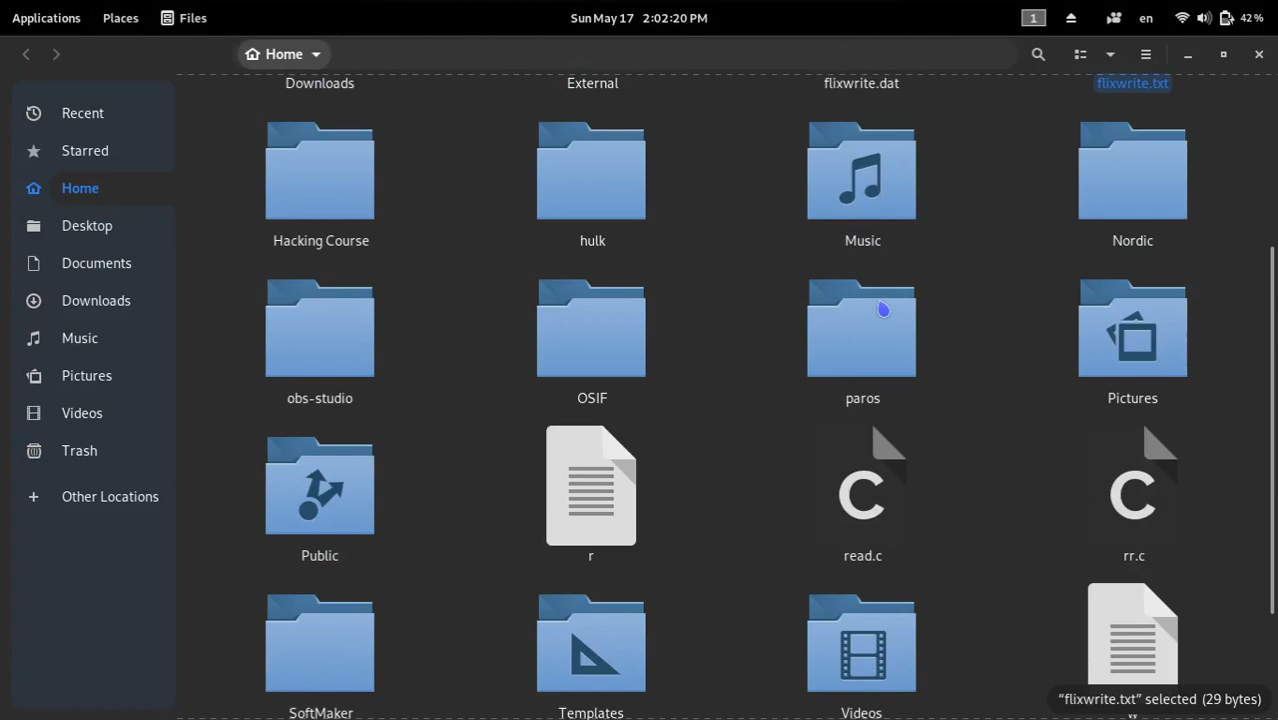 Applications Places Files Sun May 17 2:02:20 PM 1 en 42 %
Home
Recent
Starred
Home
Desktop
Documents
Downloads
Music
Pictures
Videos
Trash
Other Locations
Downloads External flixwrite.dat flixwrite.txt
Hacking Course hulk Music Nordic
obs-studio OSIF paros Pictures
C C
Public r read.c rr.c
SoftMaker Templates Videos
“flixwrite.txt” selected (29 bytes)